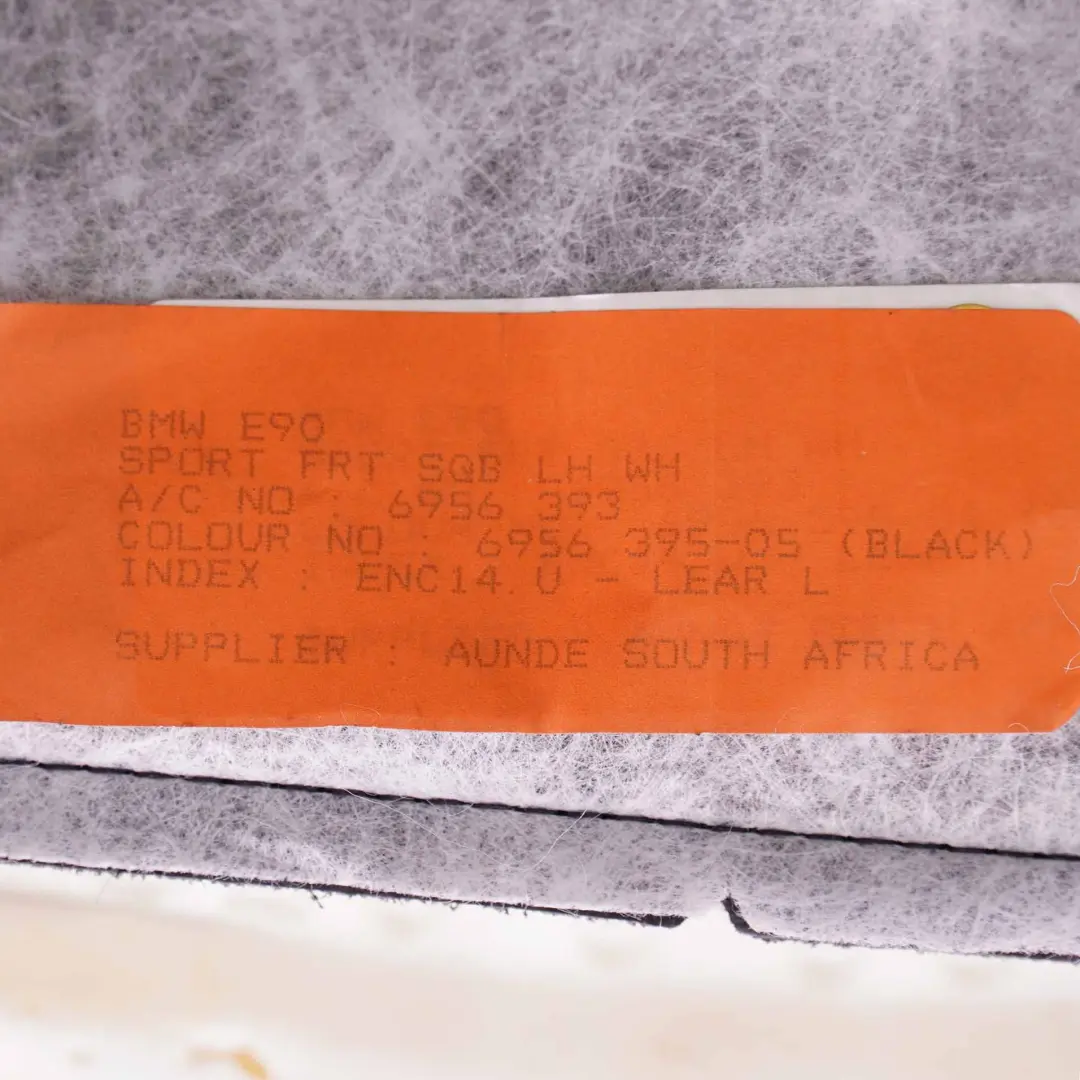 BMW E90
SPORT FRT SQB LH WH
A/C NO : 6956 393
COLOUR NO : 6956 395-05 (BLACK)
INDEX : ENC14.U - LEAR L
SUPPLIER : AUNDE SOUTH AFRICA